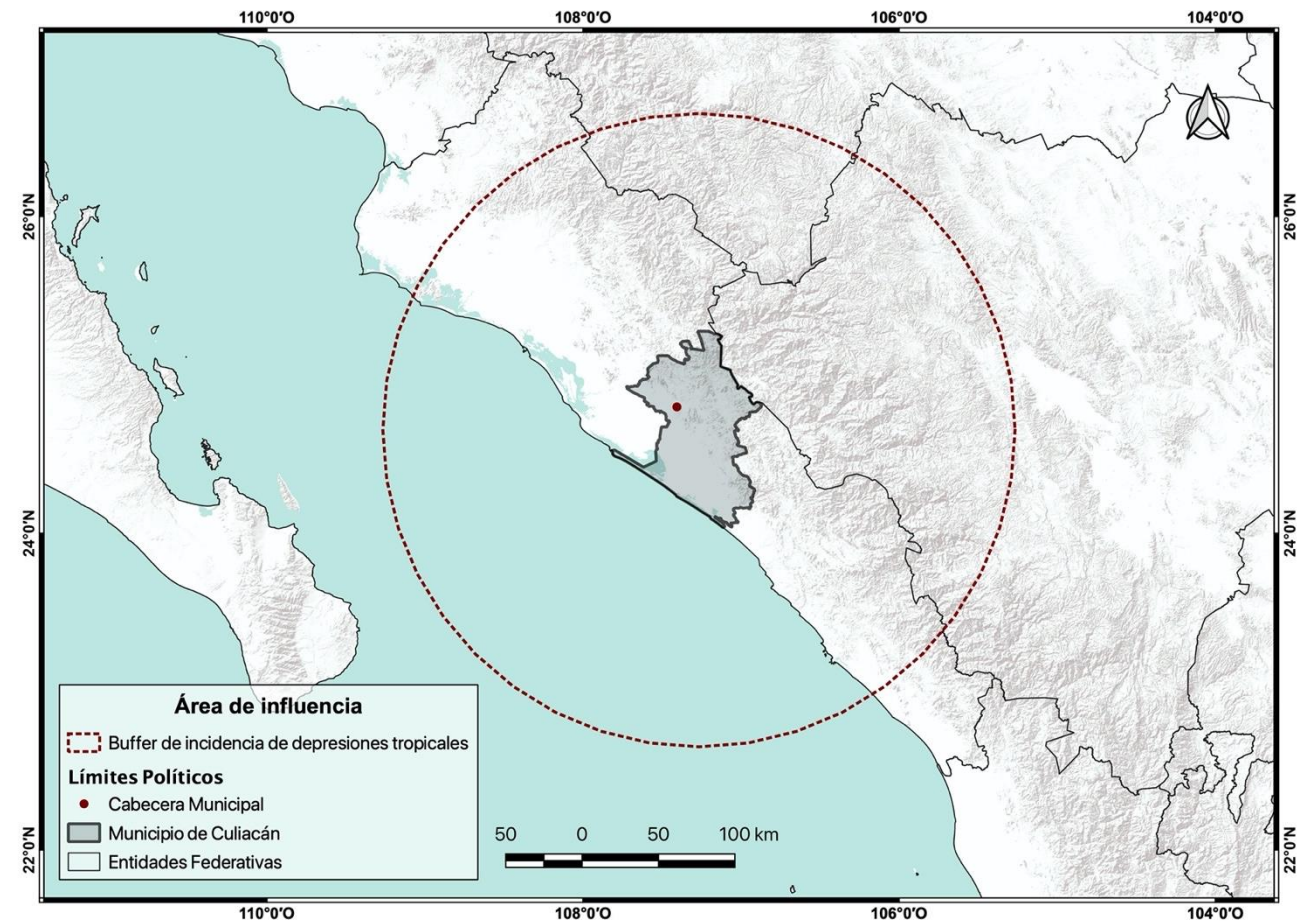 110°0'O 108°0'O 106°0'O 104°0'O
26°0'N 26°0'N
24°0'N 24°0'N
22°0'N 22°0'N
Área de influencia
Buffer de incidencia de depresiones tropicales
Límites Políticos
Cabecera Municipal
Municipio de Culiacán
Entidades Federativas
50 0 50 100 km
110°0'O 108°0'O 106°0'O 104°0'O